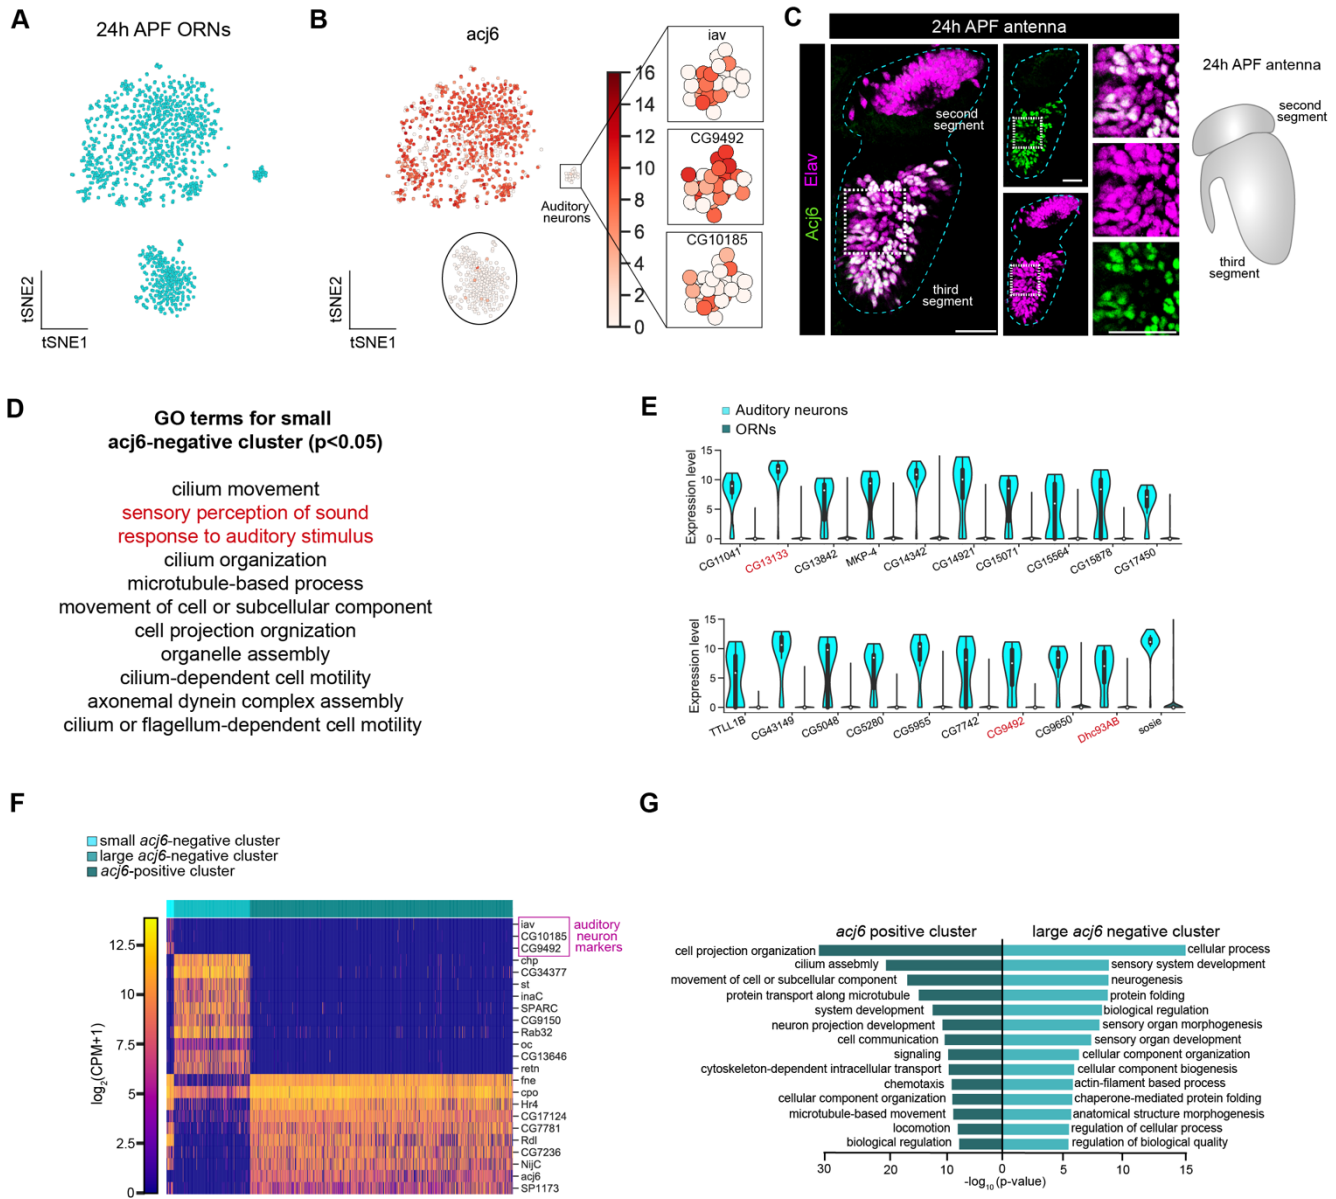 A
24h APF ORNs
tSNE2
tSNE1
B
acj6
Auditory
neurons
tSNE2
tSNE1
16
14
12
10
8
6
4
2
0
iav
CG9492
CG10185
C
24h APF antenna
Acj6 Elav
second
segment
third
segment
24h APF antenna
second
segment
third
segment
D
GO terms for small
acj6-negative cluster (p<0.05)
cilium movement
sensory perception of sound
response to auditory stimulus
cilium organization
microtubule-based process
movement of cell or subcellular component
cell projection orgnization
organelle assembly
cilium-dependent cell motility
axonemal dynein complex assembly
cilium or flagellum-dependent cell motility
E
Auditory neurons
ORNs
Expression level
15
10
5
0
CG11041
CG13133
CG13842
MKP-4
CG14342
CG14921
CG15071
CG15564
CG15878
CG17450
Expression level
15
10
5
0
TTLL1B
CG43149
CG5048
CG5280
CG5955
CG7742
CG9492
CG9650
Dhc93AB
sosie
F
small acj6-negative cluster
large acj6-negative cluster
acj6-positive cluster
log2(CPM+1)
12.5
10
7.5
5
2.5
0
iav
CG10185
CG9492
auditory
neuron
markers
chp
CG34377
st
inaC
SPARC
CG9150
Rab32
oc
CG13646
retn
fne
cpo
Hr4
CG17124
CG7781
Rdl
CG7236
NijC
acj6
SP1173
G
acj6 positive cluster
large acj6 negative cluster
cell projection organization
cilium assebmly
movement of cell or subcellular component
protein transport along microtubule
system development
neuron projection development
cell communication
signaling
cytoskeleton-dependent intracellular transport
chemotaxis
cellular component organization
microtubule-based movement
locomotion
biological regulation
cellular process
sensory system development
neurogenesis
protein folding
biological regulation
sensory organ morphogenesis
sensory organ development
cellular component organization
cellular component biogenesis
actin-filament based process
chaperone-mediated protein folding
anatomical structure morphogenesis
regulation of cellular process
regulation of biological quality
30 20 10 0 5 10 15
-log10 (p-value)